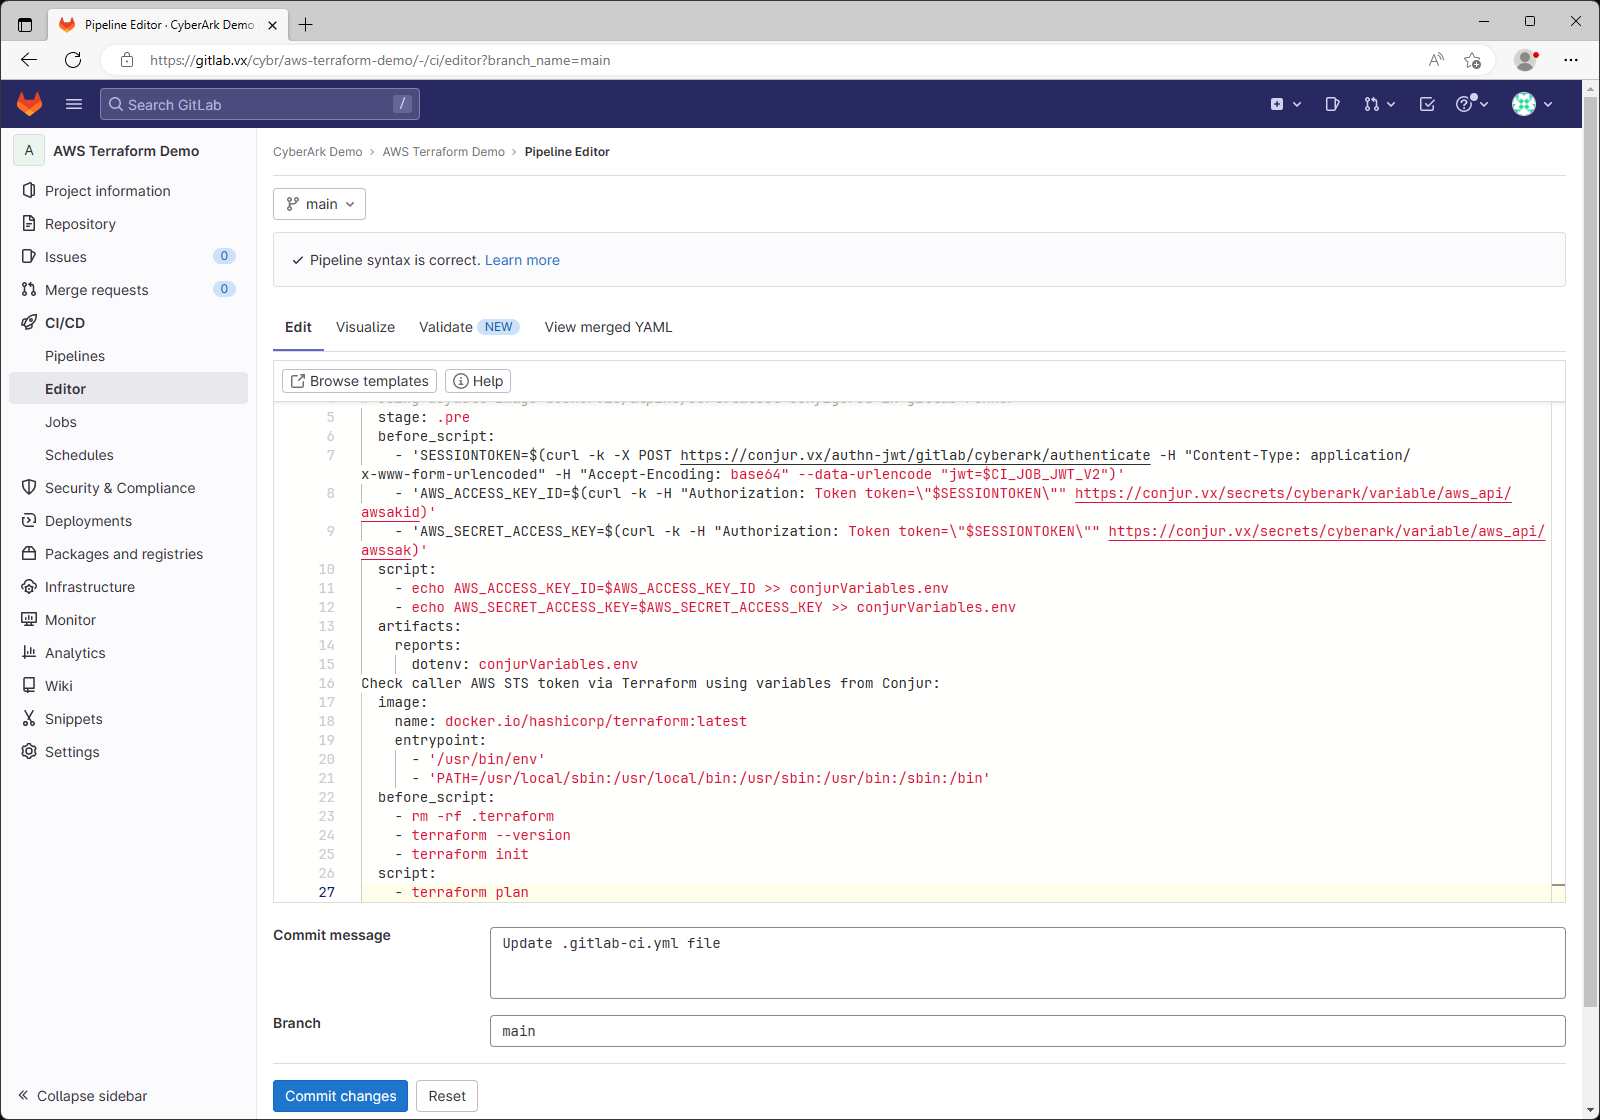 Pipeline Editor · CyberArk Demo
https://gitlab.vx/cybr/aws-terraform-demo/-/ci/editor?branch_name=main
Search GitLab /
A AWS Terraform Demo
Project information
Repository
Issues 0
Merge requests 0
CI/CD
Pipelines
Editor
Jobs
Schedules
Security & Compliance
Deployments
Packages and registries
Infrastructure
Monitor
Analytics
Wiki
Snippets
Settings
Collapse sidebar
CyberArk Demo > AWS Terraform Demo > Pipeline Editor
main
Pipeline syntax is correct. Learn more
Edit Visualize Validate NEW View merged YAML
Browse templates Help
5 stage: .pre
6 before_script:
7 - 'SESSIONTOKEN=$(curl -k -X POST https://conjur.vx/authn-jwt/gitlab/cyberark/authenticate -H "Content-Type: application/
x-www-form-urlencoded" -H "Accept-Encoding: base64" --data-urlencode "jwt=$CI_JOB_JWT_V2")'
8 - 'AWS_ACCESS_KEY_ID=$(curl -k -H "Authorization: Token token=\"$SESSIONTOKEN\"" https://conjur.vx/secrets/cyberark/variable/aws_api/
awsakid)'
9 - 'AWS_SECRET_ACCESS_KEY=$(curl -k -H "Authorization: Token token=\"$SESSIONTOKEN\"" https://conjur.vx/secrets/cyberark/variable/aws_api/
awssak)'
10 script:
11 - echo AWS_ACCESS_KEY_ID=$AWS_ACCESS_KEY_ID >> conjurVariables.env
12 - echo AWS_SECRET_ACCESS_KEY=$AWS_SECRET_ACCESS_KEY >> conjurVariables.env
13 artifacts:
14 reports:
15 dotenv: conjurVariables.env
16 Check caller AWS STS token via Terraform using variables from Conjur:
17 image:
18 name: docker.io/hashicorp/terraform:latest
19 entrypoint:
20 - '/usr/bin/env'
21 - 'PATH=/usr/local/sbin:/usr/local/bin:/usr/sbin:/usr/bin:/sbin:/bin'
22 before_script:
23 - rm -rf .terraform
24 - terraform --version
25 - terraform init
26 script:
27 - terraform plan
Commit message
Update .gitlab-ci.yml file
Branch
main
Commit changes Reset